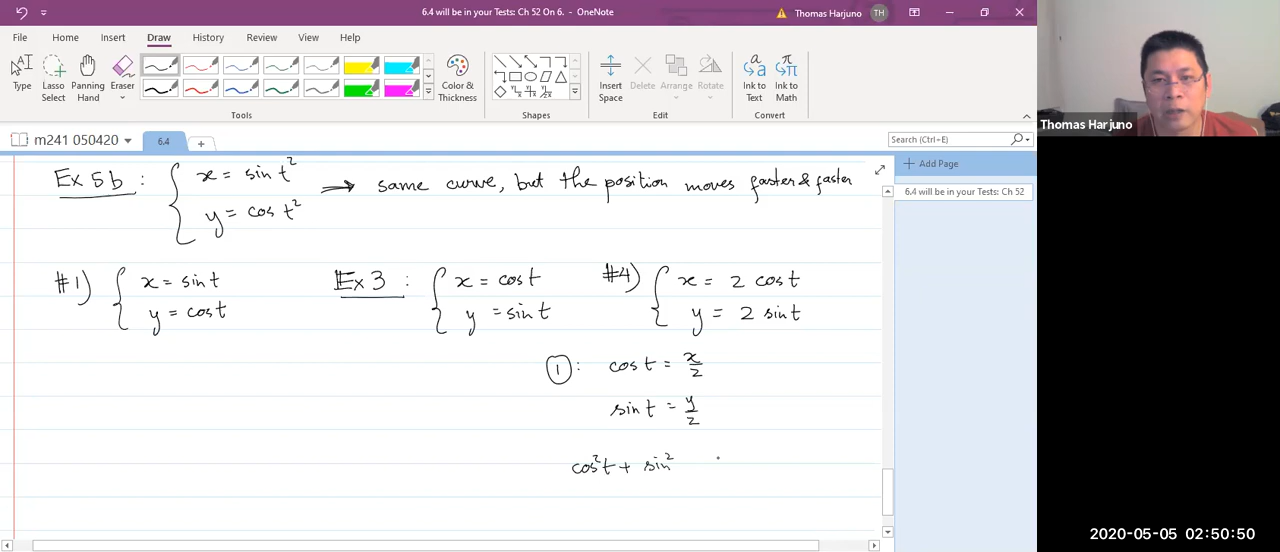 6.4 will be in your Tests: Ch 52 On 6. - OneNote
Thomas Harjuno TH
File Home Insert Draw History Review View Help
Type
Lasso Select
Panning Hand
Eraser
Color & Thickness
Insert Space
Delete
Arrange
Rotate
Ink to Text
Ink to Math
Tools Shapes Edit Convert
m241 050420
6.4
Search (Ctrl+E)
Add Page
6.4 will be in your Tests: Ch 52
Thomas Harjuno
Ex 5b : { x = sin t² → same curve, but the position moves faster & faster
y = cos t²
#1) { x = sin t
y = cos t
Ex 3 : { x = cos t
y = sin t
#4) { x = 2 cos t
y = 2 sin t
① : cos t = x/2
sin t = y/2
cos² t + sin²
2020-05-05 02:50:50